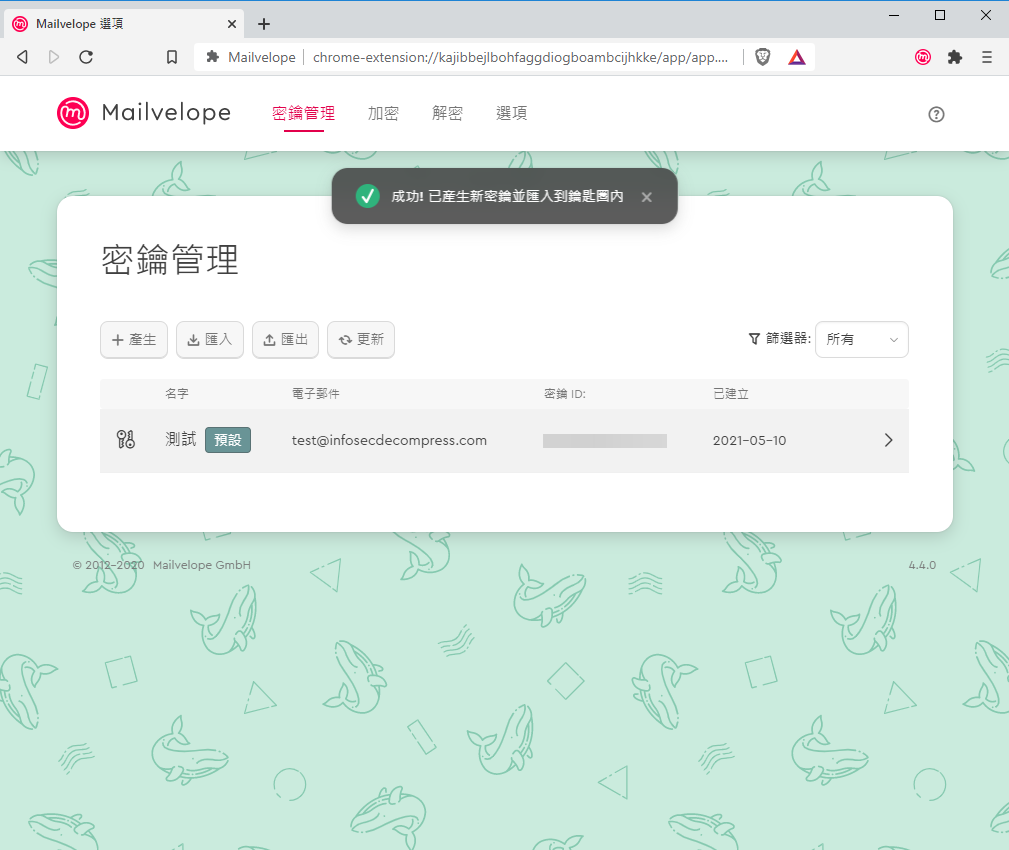 Mailvelope 選項
Mailvelope
chrome-extension://kajibbejlbohfaggdiogboambcijhkke/app/app....
Mailvelope
密鑰管理
加密
解密
選項
成功! 已產生新密鑰並匯入到鑰匙圈內
密鑰管理
產生
匯入
匯出
更新
篩選器:
所有
名字
電子郵件
密鑰 ID:
已建立
測試
預設
test@infosecdecompress.com
2021-05-10
© 2012-2020 Mailvelope GmbH
4.4.0